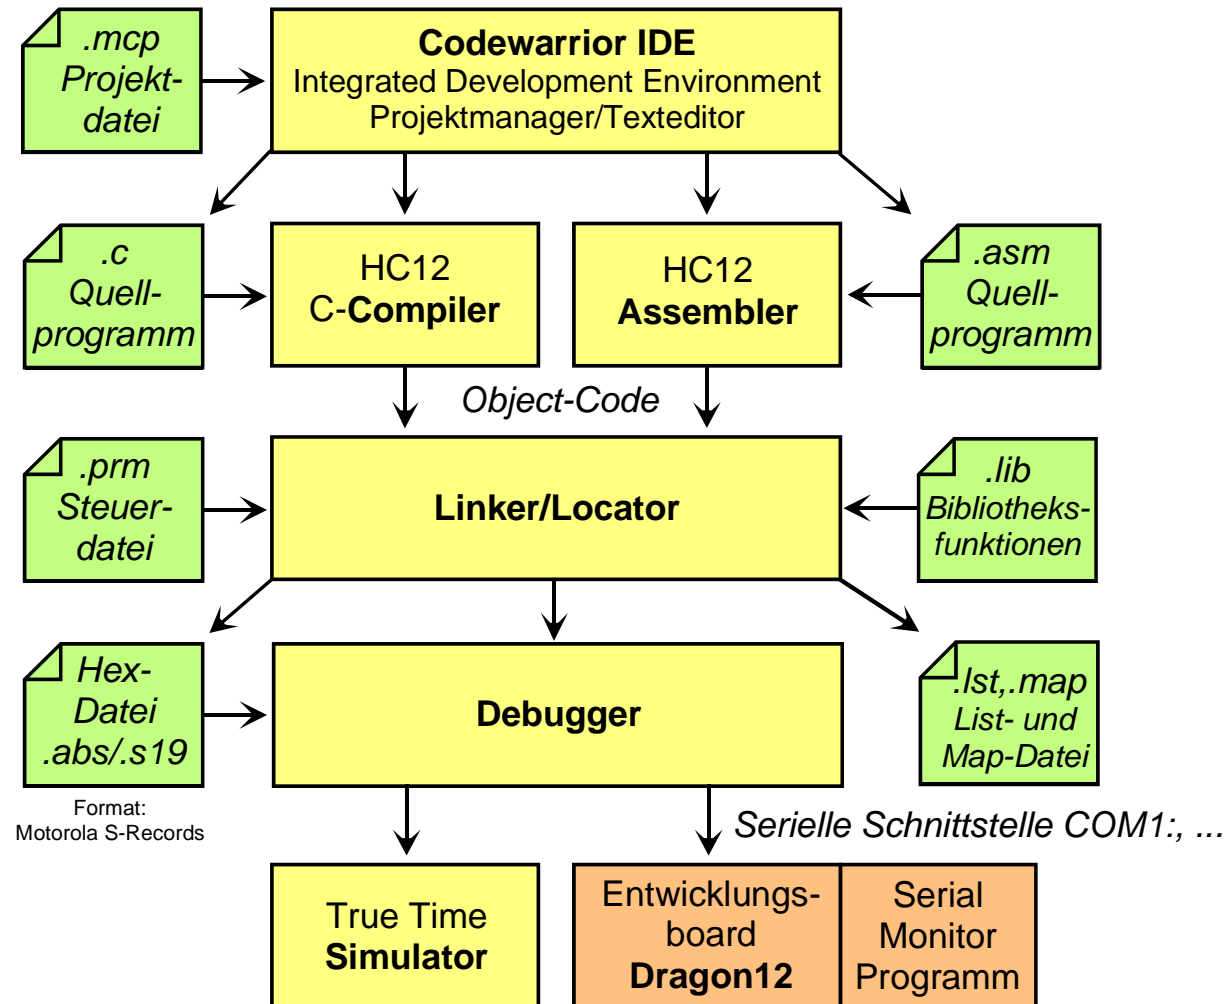 .mcp
Projekt-
datei
Codewarrior IDE
Integrated Development Environment
Projektmanager/Texteditor
.c
Quell-
programm
HC12
C-Compiler
HC12
Assembler
.asm
Quell-
programm
Object-Code
.prm
Steuer-
datei
Linker/Locator
.lib
Bibliotheks-
funktionen
Hex-
Datei
.abs/.s19
Format:
Motorola S-Records
Debugger
.lst,.map
List- und
Map-Datei
Serielle Schnittstelle COM1:, ...
True Time
Simulator
Entwicklungs-
board
Dragon12
Serial
Monitor
Programm